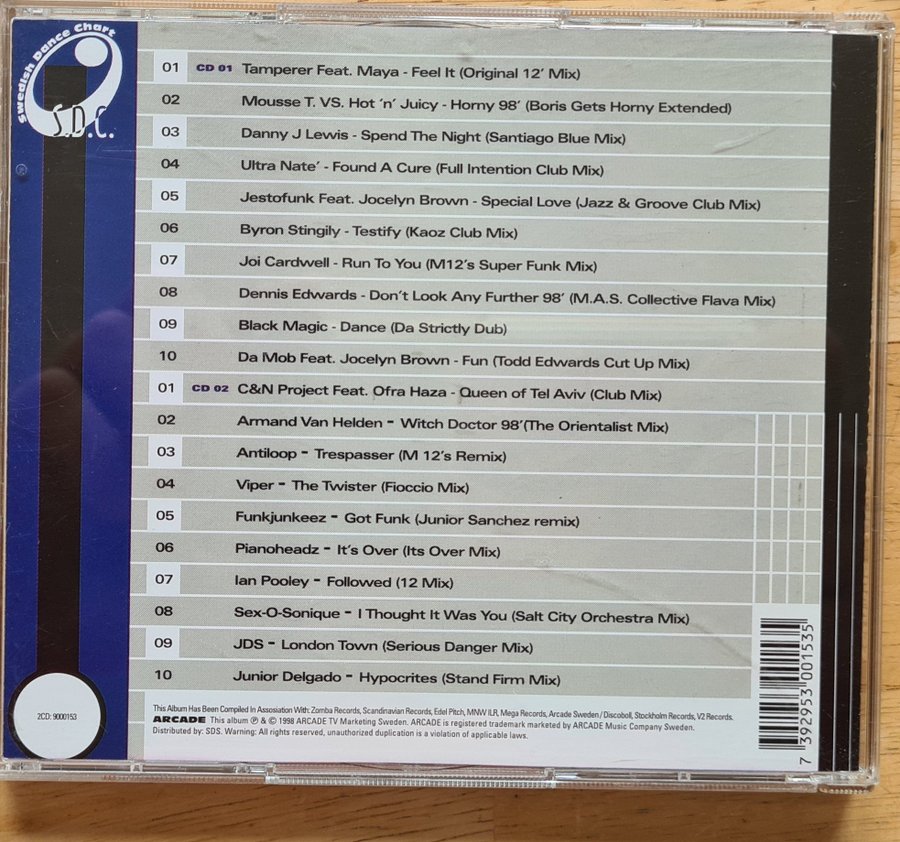 Swedish Dance Chart
S.D.C.
®
01 CD 01 Tamperer Feat. Maya - Feel It (Original 12' Mix)
02 Mousse T. VS. Hot 'n' Juicy - Horny 98' (Boris Gets Horny Extended)
03 Danny J Lewis - Spend The Night (Santiago Blue Mix)
04 Ultra Nate' - Found A Cure (Full Intention Club Mix)
05 Jestofunk Feat. Jocelyn Brown - Special Love (Jazz & Groove Club Mix)
06 Byron Stingily - Testify (Kaoz Club Mix)
07 Joi Cardwell - Run To You (M12's Super Funk Mix)
08 Dennis Edwards - Don't Look Any Further 98' (M.A.S. Collective Flava Mix)
09 Black Magic - Dance (Da Strictly Dub)
10 Da Mob Feat. Jocelyn Brown - Fun (Todd Edwards Cut Up Mix)
01 CD 02 C&N Project Feat. Ofra Haza - Queen of Tel Aviv (Club Mix)
02 Armand Van Helden - Witch Doctor 98'(The Orientalist Mix)
03 Antiloop - Trespasser (M 12's Remix)
04 Viper - The Twister (Fioccio Mix)
05 Funkjunkeez - Got Funk (Junior Sanchez remix)
06 Pianoheadz - It's Over (Its Over Mix)
07 Ian Pooley - Followed (12 Mix)
08 Sex-O-Sonique - I Thought It Was You (Salt City Orchestra Mix)
09 JDS - London Town (Serious Danger Mix)
10 Junior Delgado - Hypocrites (Stand Firm Mix)
2CD: 9000153
This Album Has Been Compiled In Association With: Zomba Records, Scandinavian Records, Edel Pitch, MNW ILR, Mega Records, Arcade Sweden / Discoboll, Stockholm Records, V2 Records.
ARCADE This album ℗ & © 1998 ARCADE TV Marketing Sweden. ARCADE is registered trademark marketed by ARCADE Music Company Sweden.
Distributed by: SDS. Warning: All rights reserved, unauthorized duplication is a violation of applicable laws.
7 392953 001535